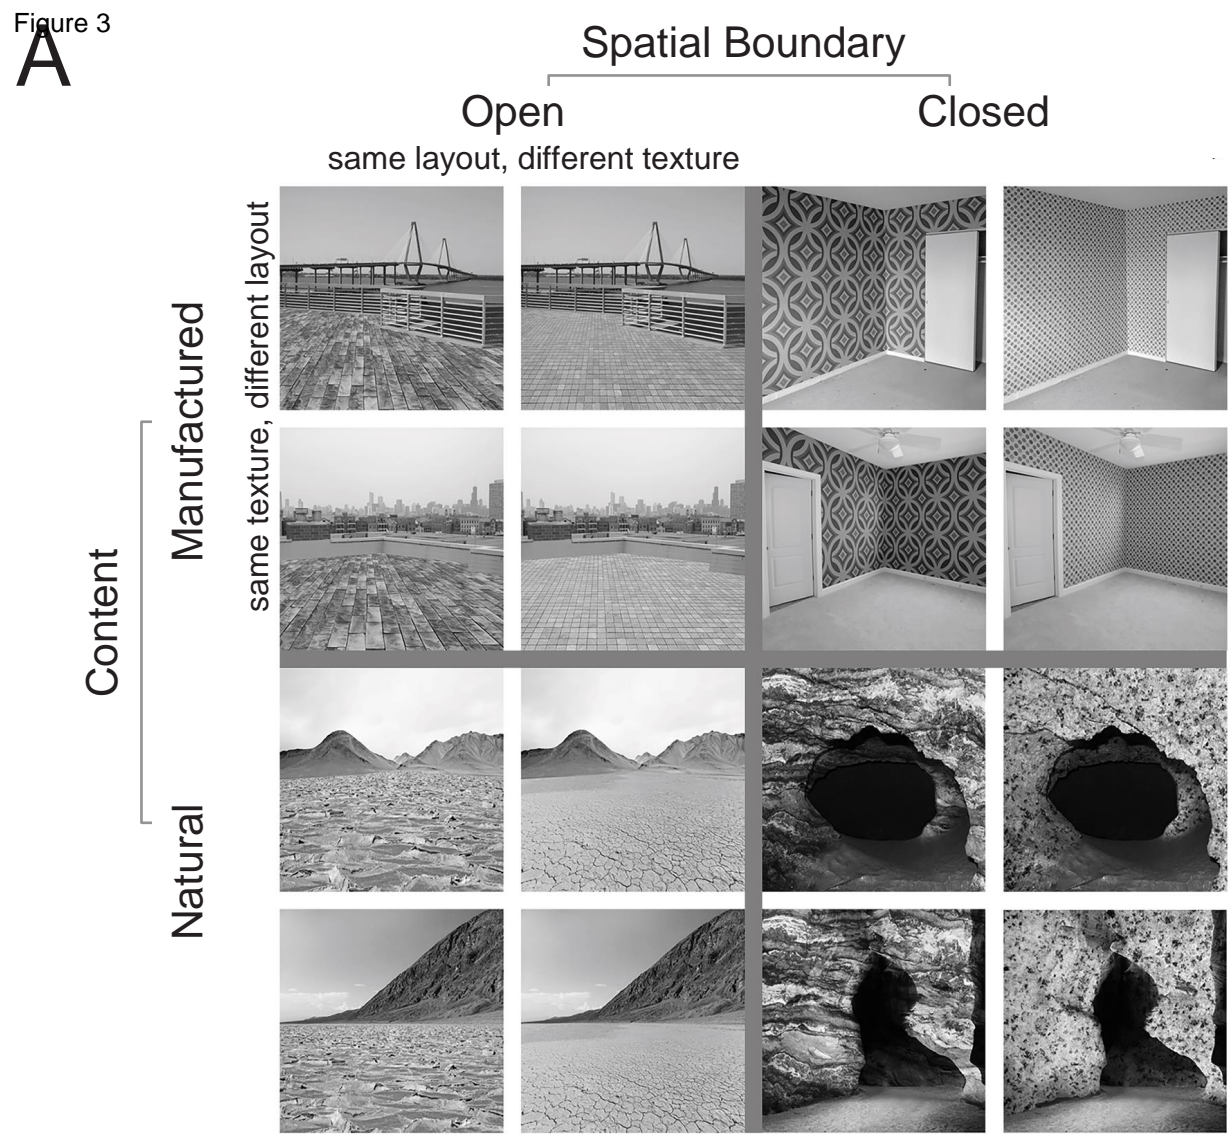 Figure 3
A
Spatial Boundary
Open
Closed
same layout, different texture
same texture, different layout
Manufactured
Content
Natural